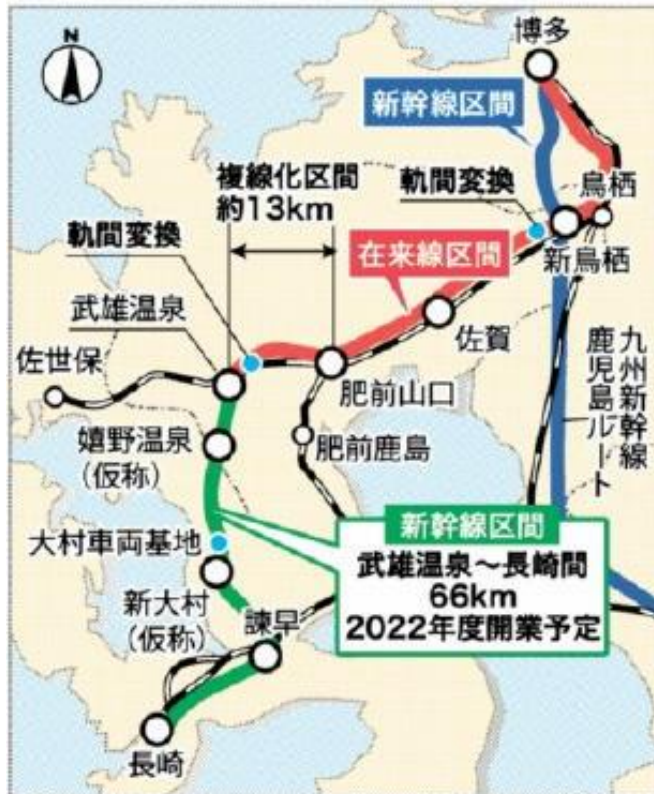 N
博多
新幹線区間
複線化区間
約13km
軌間変換
鳥栖
軌間変換
在来線区間
新鳥栖
武雄温泉
佐賀
佐世保
肥前山口
九州新幹線
鹿児島ルート
嬉野温泉
(仮称)
肥前鹿島
新幹線区間
大村車両基地
武雄温泉～長崎間
66km
2022年度開業予定
新大村
(仮称)
諫早
長崎